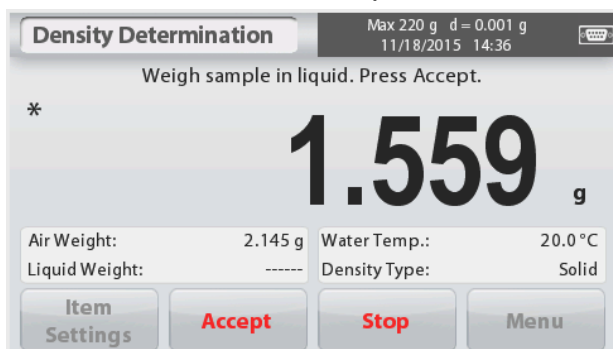 Density Determination
Max 220 g d = 0.001 g
11/18/2015 14:36
Weigh sample in liquid. Press Accept.
*
1.559 g
Air Weight: 2.145 g
Liquid Weight: ------
Water Temp.: 20.0 °C
Density Type: Solid
Item
Settings
Accept
Stop
Menu